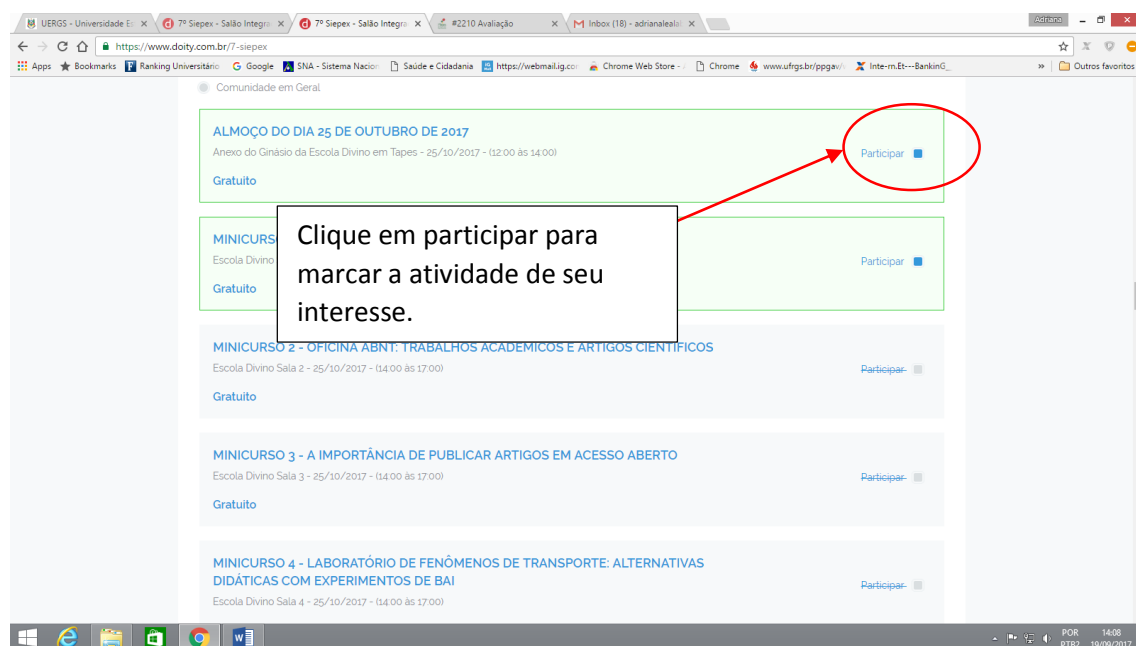 UERGS - Universidade Es
7º Siepex - Salão Integra
7º Siepex - Salão Integra
#2210 Avaliação
Inbox (18) - adrianaleala
Adriana
https://www.doity.com.br/7-siepex
Apps
Bookmarks
Ranking Universitário
Google
SNA - Sistema Nacion
Saúde e Cidadania
https://webmail.ig.com
Chrome Web Store -
Chrome
www.ufrgs.br/ppgav/
Inte-rn.Et---BankinG_
»
Outros favoritos
Comunidade em Geral
ALMOÇO DO DIA 25 DE OUTUBRO DE 2017
Anexo do Ginásio da Escola Divino em Tapes - 25/10/2017 - (12:00 às 14:00)
Participar
Gratuito
MINICURS
Escola Divino
Participar
Gratuito
Clique em participar para
marcar a atividade de seu
interesse.
MINICURSO 2 - OFICINA ABNT: TRABALHOS ACADÊMICOS E ARTIGOS CIENTÍFICOS
Escola Divino Sala 2 - 25/10/2017 - (14:00 às 17:00)
Participar
Gratuito
MINICURSO 3 - A IMPORTÂNCIA DE PUBLICAR ARTIGOS EM ACESSO ABERTO
Escola Divino Sala 3 - 25/10/2017 - (14:00 às 17:00)
Participar
Gratuito
MINICURSO 4 - LABORATÓRIO DE FENÔMENOS DE TRANSPORTE: ALTERNATIVAS
DIDÁTICAS COM EXPERIMENTOS DE BAI
Escola Divino Sala 4 - 25/10/2017 - (14:00 às 17:00)
Participar
POR
14:08
PTB2
19/09/2017